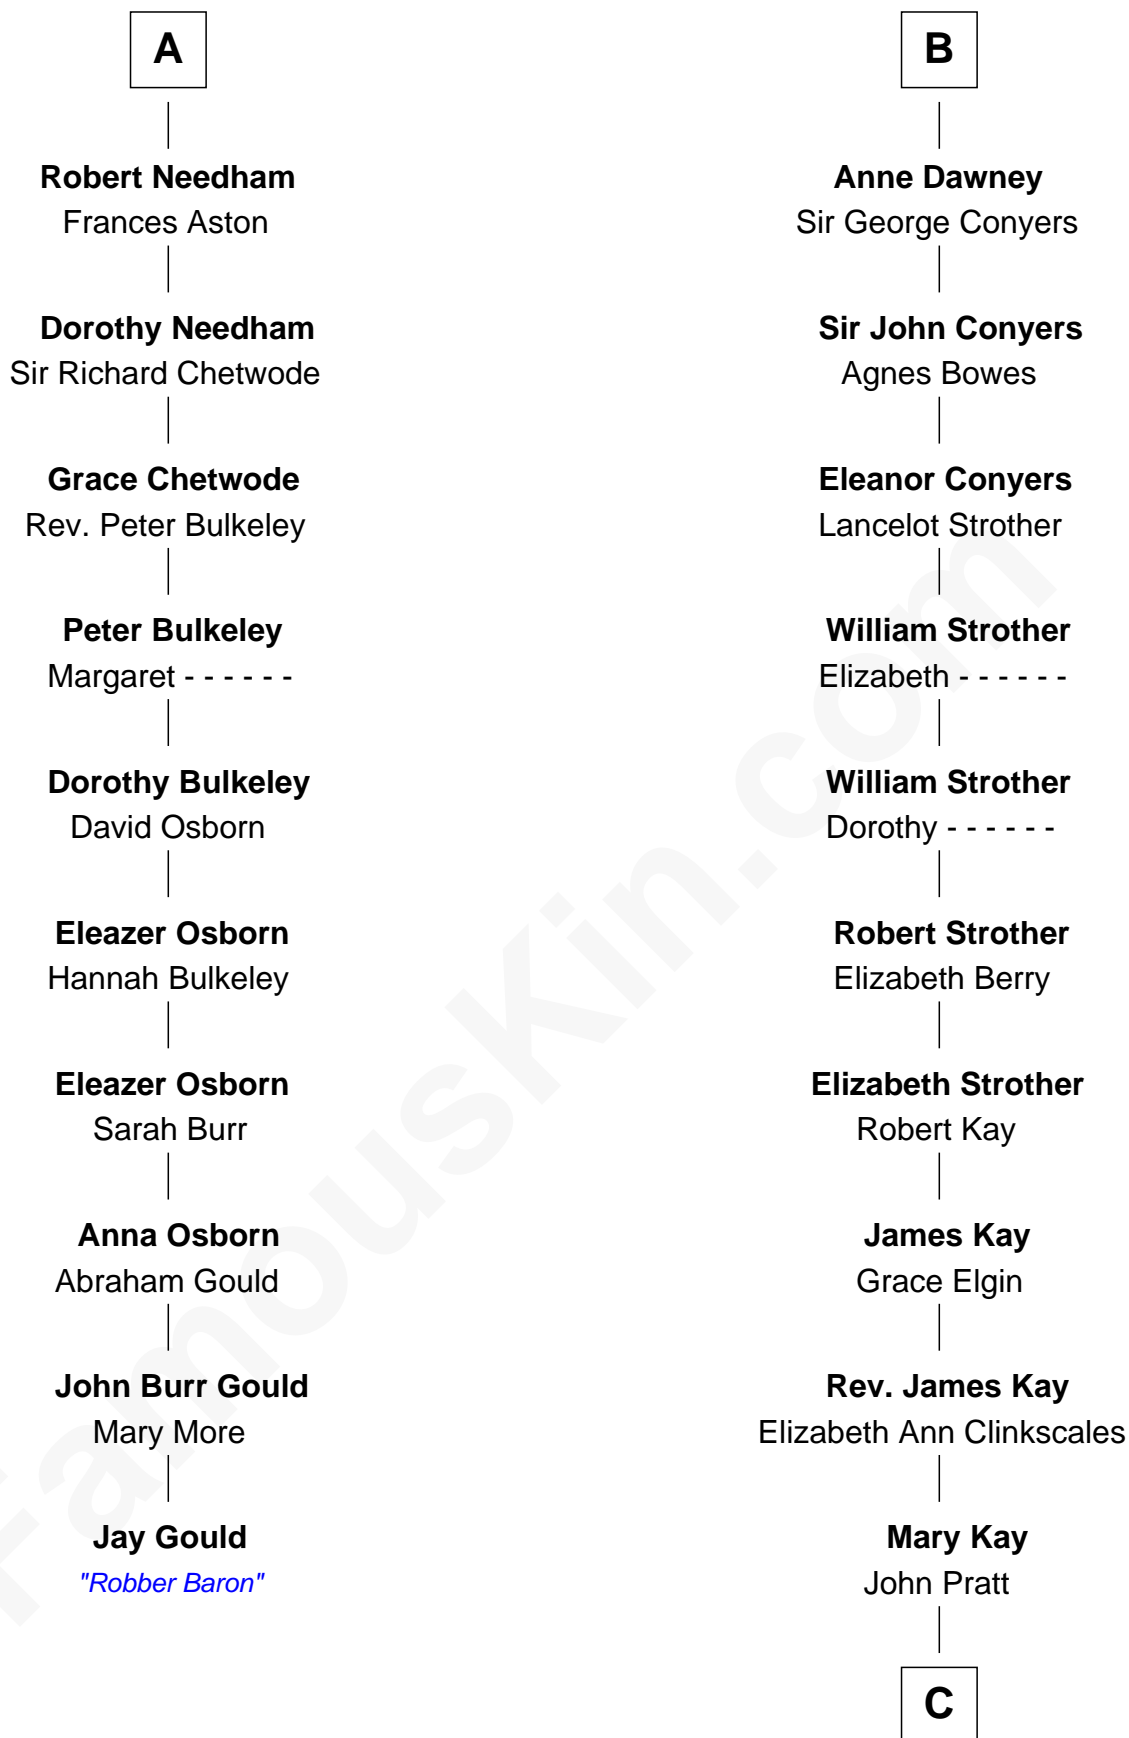 A
Robert Needham
Frances Aston
Dorothy Needham
Sir Richard Chetwode
Grace Chetwode
Rev. Peter Bulkeley
Peter Bulkeley
Margaret - - - - - -
Dorothy Bulkeley
David Osborn
Eleazer Osborn
Hannah Bulkeley
Eleazer Osborn
Sarah Burr
Anna Osborn
Abraham Gould
John Burr Gould
Mary More
Jay Gould
"Robber Baron"
B
Anne Dawney
Sir George Conyers
Sir John Conyers
Agnes Bowes
Eleanor Conyers
Lancelot Strother
William Strother
Elizabeth - - - - - -
William Strother
Dorothy - - - - - -
Robert Strother
Elizabeth Berry
Elizabeth Strother
Robert Kay
James Kay
Grace Elgin
Rev. James Kay
Elizabeth Ann Clinkscales
Mary Kay
John Pratt
C
FamousKin.com